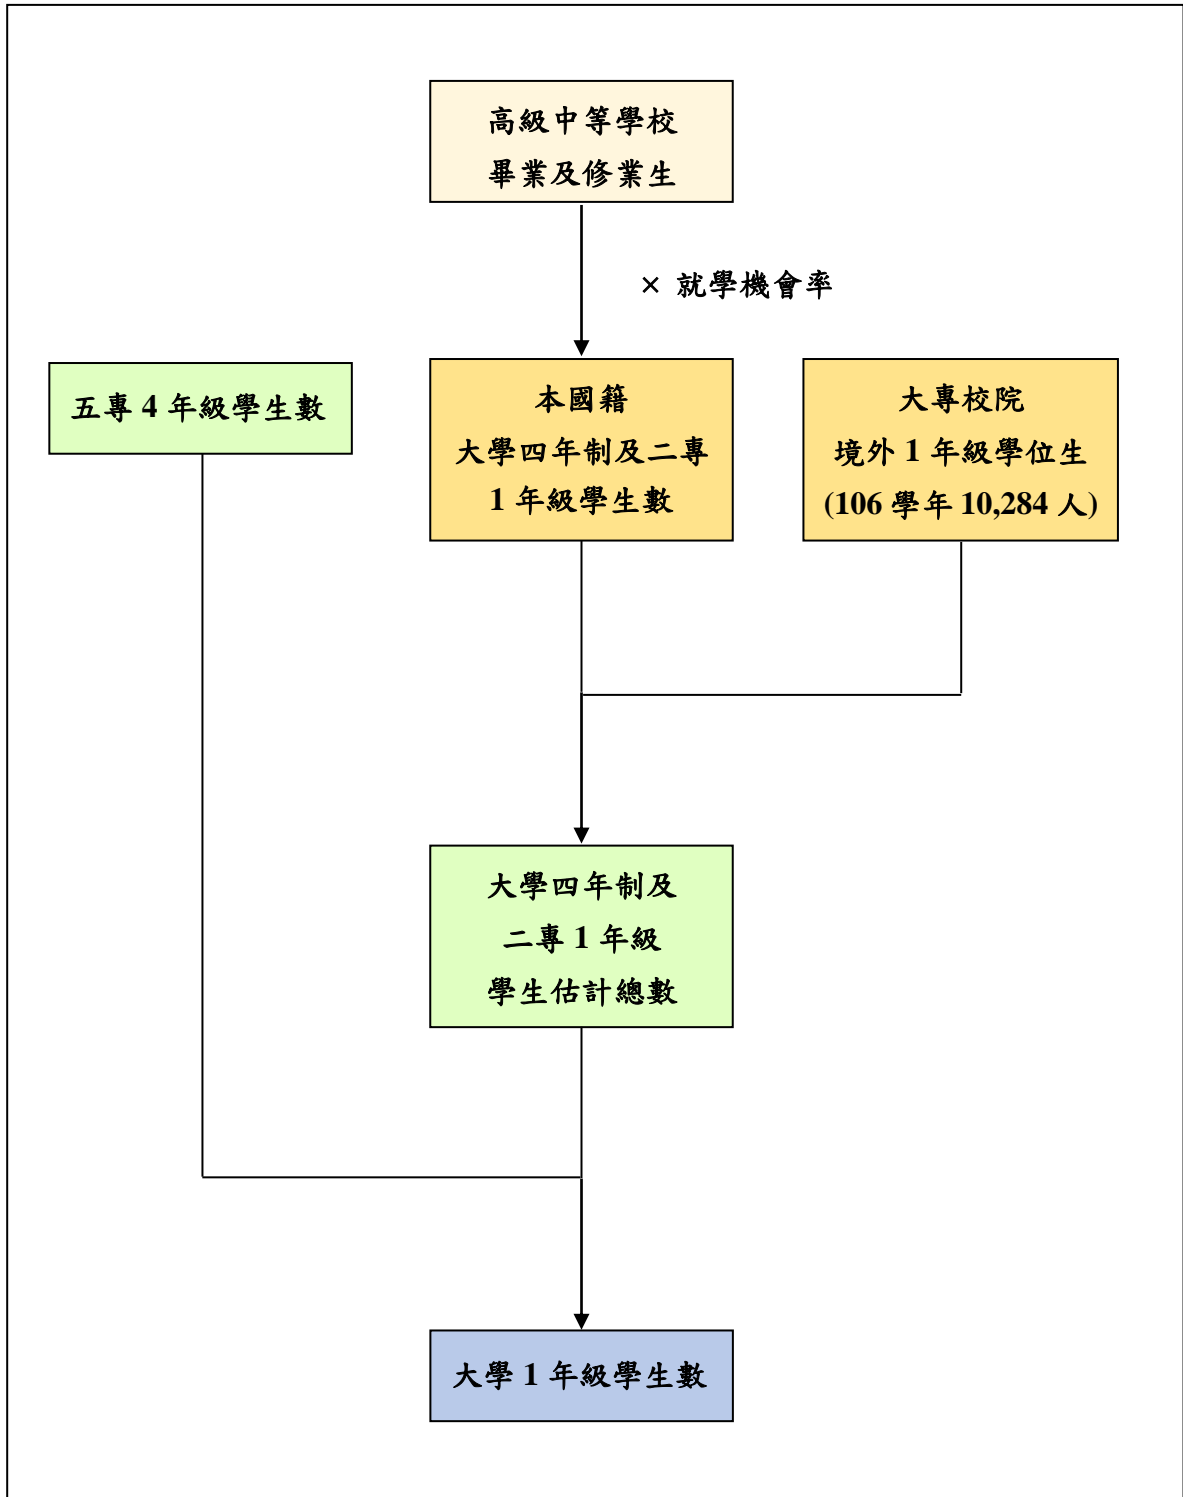 高級中等學校
畢業及修業生
× 就學機會率
五專 4 年級學生數
本國籍
大學四年制及二專
1 年級學生數
大專校院
境外 1 年級學位生
(106 學年 10,284 人)
大學四年制及
二專 1 年級
學生估計總數
大學 1 年級學生數